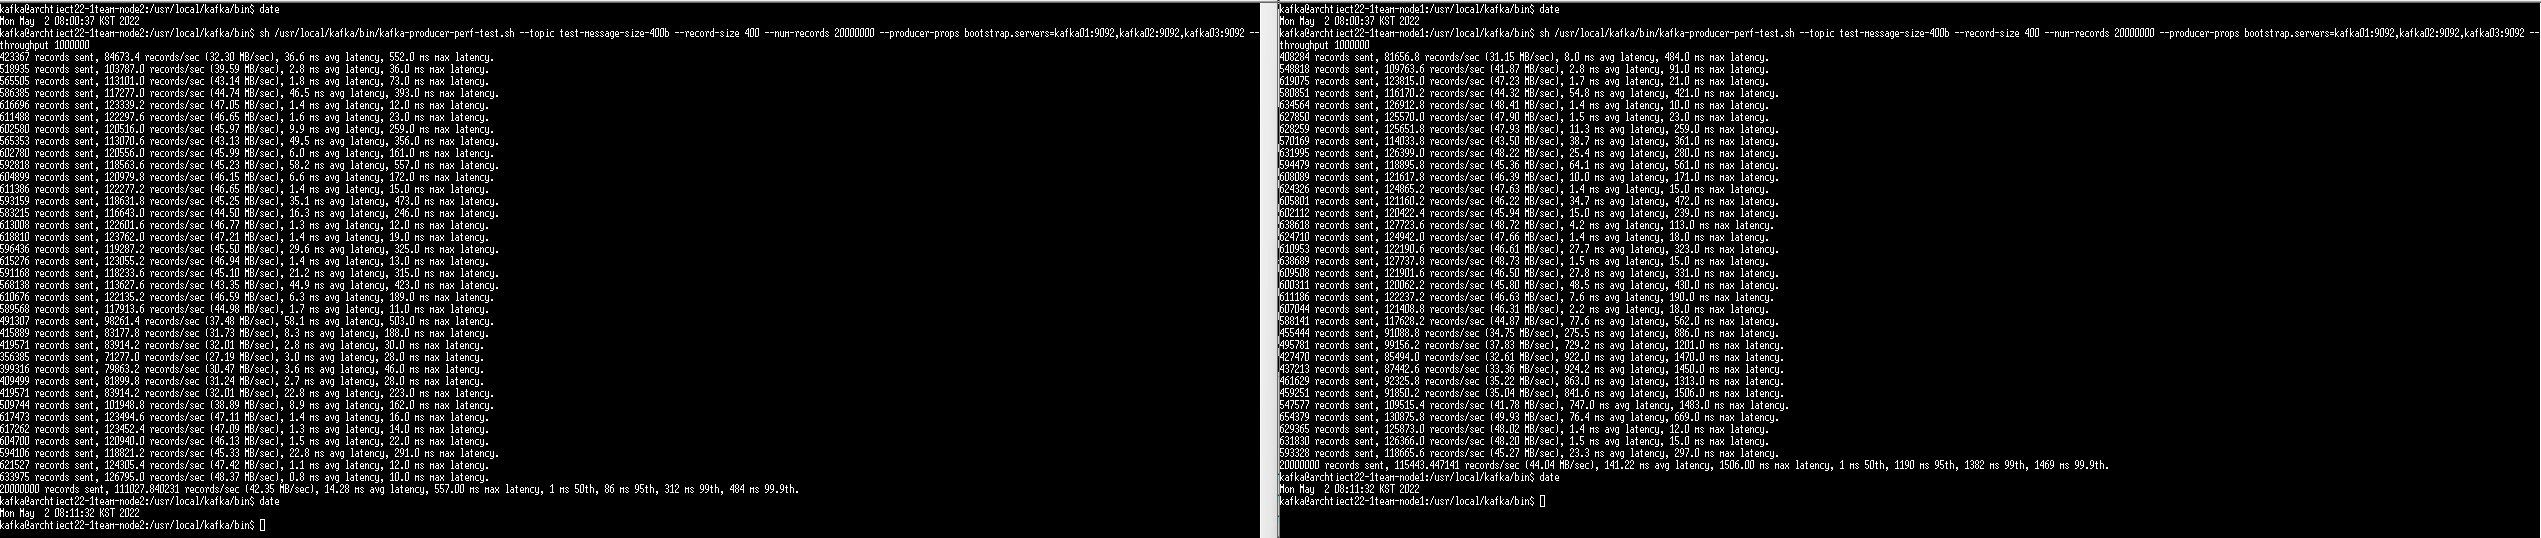 kafka@archtiect22-1team-node2:/usr/local/kafka/bin$ date
Mon May  2 08:00:37 KST 2022
kafka@archtiect22-1team-node2:/usr/local/kafka/bin$ sh /usr/local/kafka/bin/kafka-producer-perf-test.sh --topic test-message-size-400b --record-size 400 --num-records 20000000 --producer-props bootstrap.servers=kafka01:9092,kafka02:9092,kafka03:9092 --
throughput 1000000
423367 records sent, 84673.4 records/sec (32.30 MB/sec), 36.6 ms avg latency, 552.0 ms max latency.
518935 records sent, 103787.0 records/sec (39.59 MB/sec), 2.8 ms avg latency, 36.0 ms max latency.
565505 records sent, 113101.0 records/sec (43.14 MB/sec), 1.8 ms avg latency, 73.0 ms max latency.
586385 records sent, 117277.0 records/sec (44.74 MB/sec), 46.5 ms avg latency, 393.0 ms max latency.
616696 records sent, 123339.2 records/sec (47.05 MB/sec), 1.4 ms avg latency, 12.0 ms max latency.
611488 records sent, 122297.6 records/sec (46.65 MB/sec), 1.6 ms avg latency, 23.0 ms max latency.
602580 records sent, 120516.0 records/sec (45.97 MB/sec), 9.9 ms avg latency, 259.0 ms max latency.
565353 records sent, 113070.6 records/sec (43.13 MB/sec), 49.5 ms avg latency, 356.0 ms max latency.
602780 records sent, 120556.0 records/sec (45.99 MB/sec), 6.0 ms avg latency, 161.0 ms max latency.
592818 records sent, 118563.6 records/sec (45.23 MB/sec), 58.2 ms avg latency, 557.0 ms max latency.
604899 records sent, 120979.8 records/sec (46.15 MB/sec), 6.6 ms avg latency, 172.0 ms max latency.
611386 records sent, 122277.2 records/sec (46.65 MB/sec), 1.4 ms avg latency, 15.0 ms max latency.
593159 records sent, 118631.8 records/sec (45.25 MB/sec), 35.1 ms avg latency, 473.0 ms max latency.
583215 records sent, 116643.0 records/sec (44.50 MB/sec), 16.3 ms avg latency, 246.0 ms max latency.
613008 records sent, 122601.6 records/sec (46.77 MB/sec), 1.3 ms avg latency, 12.0 ms max latency.
618810 records sent, 123762.0 records/sec (47.21 MB/sec), 1.4 ms avg latency, 19.0 ms max latency.
596436 records sent, 119287.2 records/sec (45.50 MB/sec), 29.6 ms avg latency, 325.0 ms max latency.
615276 records sent, 123055.2 records/sec (46.94 MB/sec), 1.4 ms avg latency, 13.0 ms max latency.
591168 records sent, 118233.6 records/sec (45.10 MB/sec), 21.2 ms avg latency, 315.0 ms max latency.
568138 records sent, 113627.6 records/sec (43.35 MB/sec), 44.9 ms avg latency, 423.0 ms max latency.
610676 records sent, 122135.2 records/sec (46.59 MB/sec), 6.3 ms avg latency, 189.0 ms max latency.
589568 records sent, 117913.6 records/sec (44.98 MB/sec), 1.7 ms avg latency, 11.0 ms max latency.
491307 records sent, 98261.4 records/sec (37.48 MB/sec), 58.1 ms avg latency, 503.0 ms max latency.
415889 records sent, 83177.8 records/sec (31.73 MB/sec), 8.3 ms avg latency, 188.0 ms max latency.
419571 records sent, 83914.2 records/sec (32.01 MB/sec), 2.8 ms avg latency, 30.0 ms max latency.
356385 records sent, 71277.0 records/sec (27.19 MB/sec), 3.0 ms avg latency, 28.0 ms max latency.
399316 records sent, 79863.2 records/sec (30.47 MB/sec), 3.6 ms avg latency, 46.0 ms max latency.
409499 records sent, 81899.8 records/sec (31.24 MB/sec), 2.7 ms avg latency, 28.0 ms max latency.
419571 records sent, 83914.2 records/sec (32.01 MB/sec), 22.8 ms avg latency, 223.0 ms max latency.
509744 records sent, 101948.8 records/sec (38.89 MB/sec), 8.9 ms avg latency, 162.0 ms max latency.
617473 records sent, 123494.6 records/sec (47.11 MB/sec), 1.4 ms avg latency, 16.0 ms max latency.
617262 records sent, 123452.4 records/sec (47.09 MB/sec), 1.3 ms avg latency, 14.0 ms max latency.
604700 records sent, 120940.0 records/sec (46.13 MB/sec), 1.5 ms avg latency, 22.0 ms max latency.
594106 records sent, 118821.2 records/sec (45.33 MB/sec), 22.8 ms avg latency, 291.0 ms max latency.
621527 records sent, 124305.4 records/sec (47.42 MB/sec), 1.1 ms avg latency, 12.0 ms max latency.
633975 records sent, 126795.0 records/sec (48.37 MB/sec), 0.8 ms avg latency, 10.0 ms max latency.
20000000 records sent, 111027.840231 records/sec (42.35 MB/sec), 14.28 ms avg latency, 557.00 ms max latency, 1 ms 50th, 86 ms 95th, 312 ms 99th, 484 ms 99.9th.
kafka@archtiect22-1team-node2:/usr/local/kafka/bin$ date
Mon May  2 08:11:32 KST 2022
kafka@archtiect22-1team-node2:/usr/local/kafka/bin$
kafka@archtiect22-1team-node1:/usr/local/kafka/bin$ date
Mon May  2 08:00:37 KST 2022
kafka@archtiect22-1team-node1:/usr/local/kafka/bin$ sh /usr/local/kafka/bin/kafka-producer-perf-test.sh --topic test-message-size-400b --record-size 400 --num-records 20000000 --producer-props bootstrap.servers=kafka01:9092,kafka02:9092,kafka03:9092 --
throughput 1000000
408284 records sent, 81656.8 records/sec (31.15 MB/sec), 8.0 ms avg latency, 484.0 ms max latency.
548818 records sent, 109763.6 records/sec (41.87 MB/sec), 2.8 ms avg latency, 91.0 ms max latency.
619075 records sent, 123815.0 records/sec (47.23 MB/sec), 1.7 ms avg latency, 21.0 ms max latency.
580851 records sent, 116170.2 records/sec (44.32 MB/sec), 54.8 ms avg latency, 421.0 ms max latency.
634564 records sent, 126912.8 records/sec (48.41 MB/sec), 1.4 ms avg latency, 10.0 ms max latency.
627850 records sent, 125570.0 records/sec (47.90 MB/sec), 1.5 ms avg latency, 23.0 ms max latency.
628259 records sent, 125651.8 records/sec (47.93 MB/sec), 11.3 ms avg latency, 259.0 ms max latency.
570169 records sent, 114033.8 records/sec (43.50 MB/sec), 38.7 ms avg latency, 361.0 ms max latency.
631995 records sent, 126399.0 records/sec (48.22 MB/sec), 25.4 ms avg latency, 280.0 ms max latency.
594479 records sent, 118895.8 records/sec (45.36 MB/sec), 64.1 ms avg latency, 561.0 ms max latency.
608089 records sent, 121617.8 records/sec (46.39 MB/sec), 10.0 ms avg latency, 171.0 ms max latency.
624326 records sent, 124865.2 records/sec (47.63 MB/sec), 1.4 ms avg latency, 15.0 ms max latency.
605801 records sent, 121160.2 records/sec (46.22 MB/sec), 34.7 ms avg latency, 472.0 ms max latency.
602112 records sent, 120422.4 records/sec (45.94 MB/sec), 15.0 ms avg latency, 239.0 ms max latency.
638618 records sent, 127723.6 records/sec (48.72 MB/sec), 4.2 ms avg latency, 113.0 ms max latency.
624710 records sent, 124942.0 records/sec (47.66 MB/sec), 1.4 ms avg latency, 18.0 ms max latency.
610953 records sent, 122190.6 records/sec (46.61 MB/sec), 27.7 ms avg latency, 323.0 ms max latency.
638689 records sent, 127737.8 records/sec (48.73 MB/sec), 1.5 ms avg latency, 15.0 ms max latency.
609508 records sent, 121901.6 records/sec (46.50 MB/sec), 27.8 ms avg latency, 331.0 ms max latency.
600311 records sent, 120062.2 records/sec (45.80 MB/sec), 48.5 ms avg latency, 430.0 ms max latency.
611186 records sent, 122237.2 records/sec (46.63 MB/sec), 7.6 ms avg latency, 190.0 ms max latency.
607044 records sent, 121408.8 records/sec (46.31 MB/sec), 2.2 ms avg latency, 18.0 ms max latency.
588141 records sent, 117628.2 records/sec (44.87 MB/sec), 77.6 ms avg latency, 562.0 ms max latency.
455444 records sent, 91088.8 records/sec (34.75 MB/sec), 275.5 ms avg latency, 886.0 ms max latency.
495781 records sent, 99156.2 records/sec (37.83 MB/sec), 729.2 ms avg latency, 1201.0 ms max latency.
427470 records sent, 85494.0 records/sec (32.61 MB/sec), 922.0 ms avg latency, 1470.0 ms max latency.
437213 records sent, 87442.6 records/sec (33.36 MB/sec), 924.2 ms avg latency, 1450.0 ms max latency.
461629 records sent, 92325.8 records/sec (35.22 MB/sec), 863.0 ms avg latency, 1313.0 ms max latency.
459251 records sent, 91850.2 records/sec (35.04 MB/sec), 841.6 ms avg latency, 1506.0 ms max latency.
547577 records sent, 109515.4 records/sec (41.78 MB/sec), 747.0 ms avg latency, 1483.0 ms max latency.
654379 records sent, 130875.8 records/sec (49.93 MB/sec), 76.4 ms avg latency, 669.0 ms max latency.
629365 records sent, 125873.0 records/sec (48.02 MB/sec), 1.4 ms avg latency, 12.0 ms max latency.
631830 records sent, 126366.0 records/sec (48.20 MB/sec), 1.5 ms avg latency, 15.0 ms max latency.
593328 records sent, 118665.6 records/sec (45.27 MB/sec), 23.3 ms avg latency, 297.0 ms max latency.
20000000 records sent, 115443.447141 records/sec (44.04 MB/sec), 141.22 ms avg latency, 1506.00 ms max latency, 1 ms 50th, 1190 ms 95th, 1382 ms 99th, 1469 ms 99.9th.
kafka@archtiect22-1team-node1:/usr/local/kafka/bin$ date
Mon May  2 08:11:32 KST 2022
kafka@archtiect22-1team-node1:/usr/local/kafka/bin$